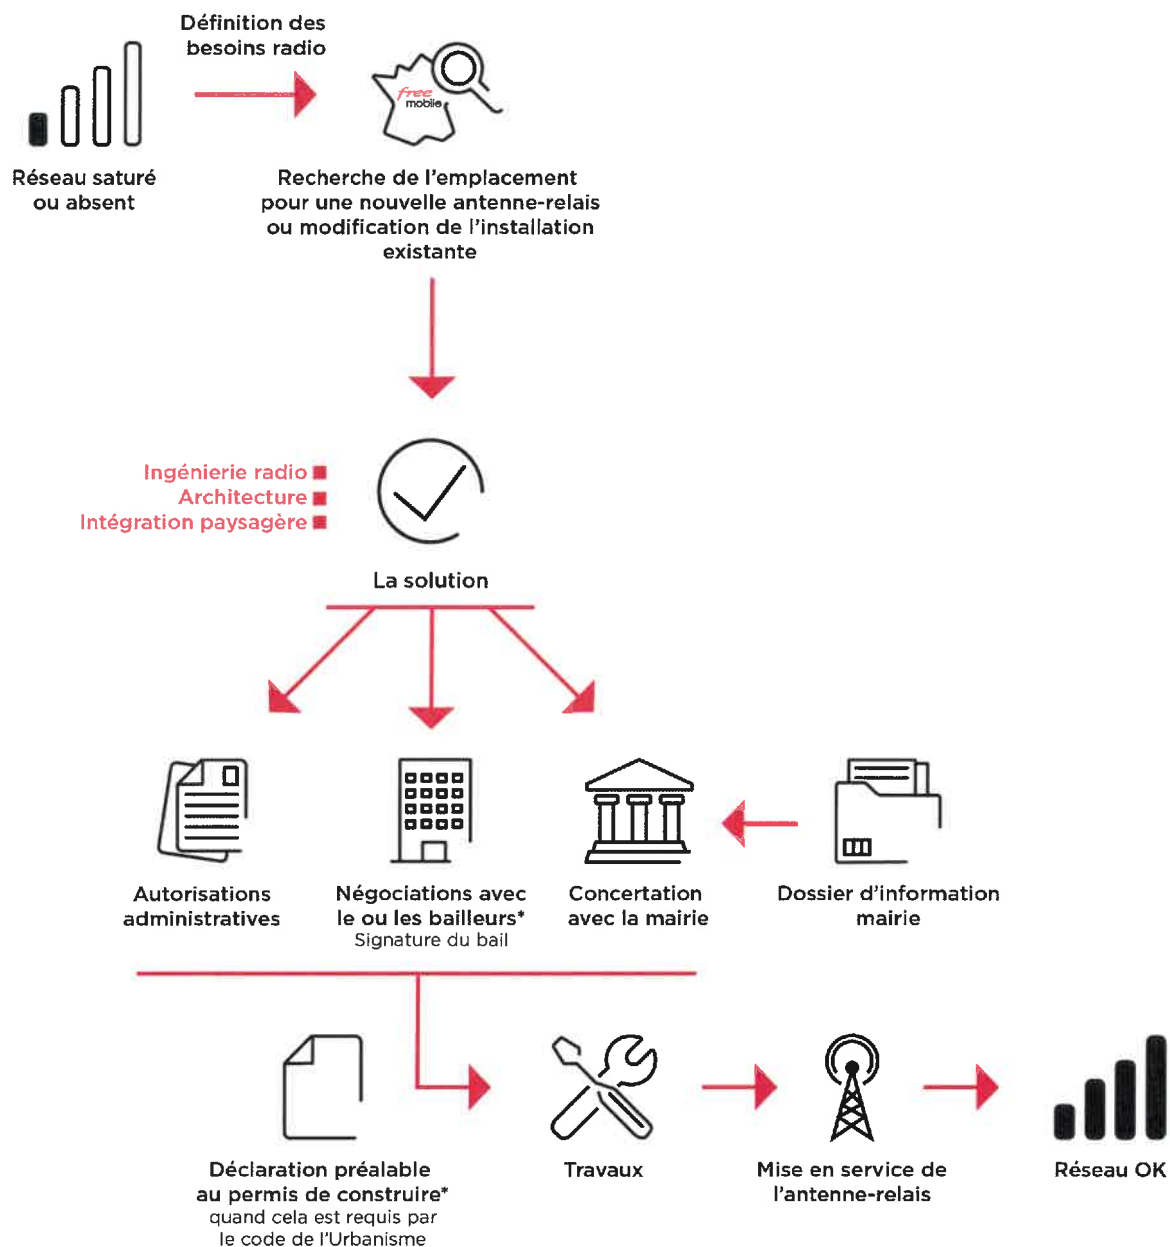 Définition des
besoins radio
free
mobile
Réseau saturé
ou absent
Recherche de l'emplacement
pour une nouvelle antenne-relais
ou modification de l'installation
existante
Ingénierie radio
Architecture
Intégration paysagère
La solution
Autorisations
administratives
Négociations avec
le ou les bailleurs*
Signature du bail
Concertation
avec la mairie
Dossier d'information
mairie
Déclaration préalable
au permis de construire*
quand cela est requis par
le code de l'Urbanisme
Travaux
Mise en service de
l'antenne-relais
Réseau OK